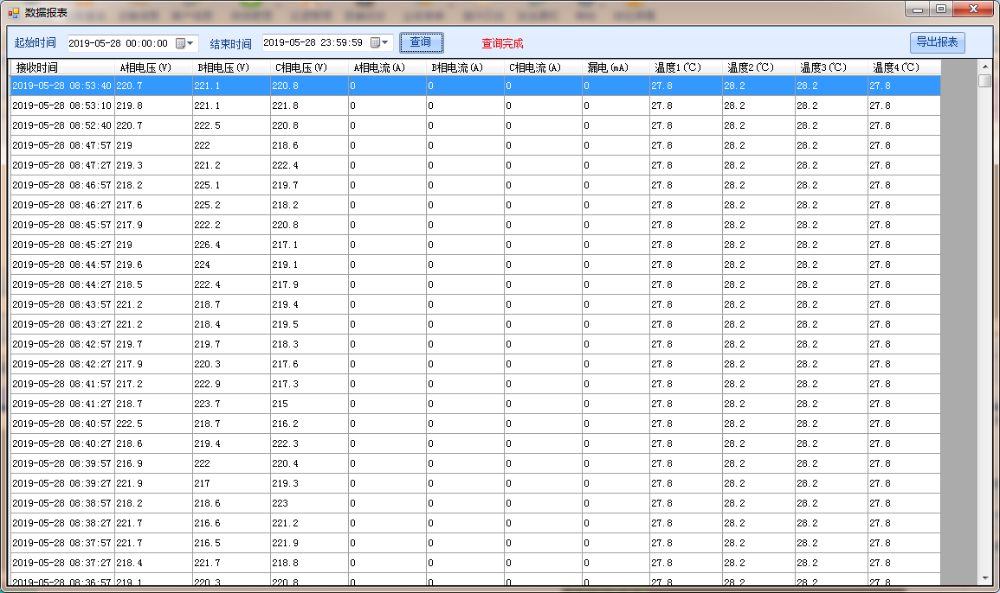 数据报表
起始时间 2019-05-28 00:00:00 结束时间 2019-05-28 23:59:59 查询 查询完成 导出报表
接收时间 A相电压(V) B相电压(V) C相电压(V) A相电流(A) B相电流(A) C相电流(A) 漏电(mA) 温度1(℃) 温度2(℃) 温度3(℃) 温度4(℃)
2019-05-28 08:53:40 220.7 221.1 220.8 0 0 0 0 27.8 28.2 28.2 27.8
2019-05-28 08:53:10 219.8 221.1 221.8 0 0 0 0 27.8 28.2 28.2 27.8
2019-05-28 08:52:40 220.7 222.5 220.8 0 0 0 0 27.8 28.2 28.2 27.8
2019-05-28 08:47:57 219 222 218.6 0 0 0 0 27.8 28.2 28.2 27.8
2019-05-28 08:47:27 219.3 221.2 222.4 0 0 0 0 27.8 28.2 28.2 27.8
2019-05-28 08:46:57 218.2 225.1 219.7 0 0 0 0 27.8 28.2 28.2 27.8
2019-05-28 08:46:27 217.6 225.2 218.2 0 0 0 0 27.8 28.2 28.2 27.8
2019-05-28 08:45:57 217.9 222.2 220.8 0 0 0 0 27.8 28.2 28.2 27.8
2019-05-28 08:45:27 219 226.4 217.1 0 0 0 0 27.8 28.2 28.2 27.8
2019-05-28 08:44:57 219.6 224 219.1 0 0 0 0 27.8 28.2 28.2 27.8
2019-05-28 08:44:27 218.5 222.4 217.9 0 0 0 0 27.8 28.2 28.2 27.8
2019-05-28 08:43:57 221.2 218.7 219.4 0 0 0 0 27.8 28.2 28.2 27.8
2019-05-28 08:43:27 221.2 218.4 219.5 0 0 0 0 27.8 28.2 28.2 27.8
2019-05-28 08:42:57 219.7 219.7 218.3 0 0 0 0 27.8 28.2 28.2 27.8
2019-05-28 08:42:27 217.9 220.3 217.6 0 0 0 0 27.8 28.2 28.2 27.8
2019-05-28 08:41:57 217.2 222.9 217.3 0 0 0 0 27.8 28.2 28.2 27.8
2019-05-28 08:41:27 218.7 223.7 215 0 0 0 0 27.8 28.2 28.2 27.8
2019-05-28 08:40:57 222.5 218.7 216.2 0 0 0 0 27.8 28.2 28.2 27.8
2019-05-28 08:40:27 218.6 219.4 222.3 0 0 0 0 27.8 28.2 28.2 27.8
2019-05-28 08:39:57 216.9 222 220.4 0 0 0 0 27.8 28.2 28.2 27.8
2019-05-28 08:39:27 221.9 217 219.3 0 0 0 0 27.8 28.2 28.2 27.8
2019-05-28 08:38:57 218.2 218.6 223 0 0 0 0 27.8 28.2 28.2 27.8
2019-05-28 08:38:27 221.7 216.6 221.2 0 0 0 0 27.8 28.2 28.2 27.8
2019-05-28 08:37:57 221.7 216.5 221.9 0 0 0 0 27.8 28.2 28.2 27.8
2019-05-28 08:37:27 218.4 221.7 218.8 0 0 0 0 27.8 28.2 28.2 27.8
2019-05-28 08:36:57 219.1 220.3 220.8 0 0 0 0 27.8 28.2 28.2 27.8